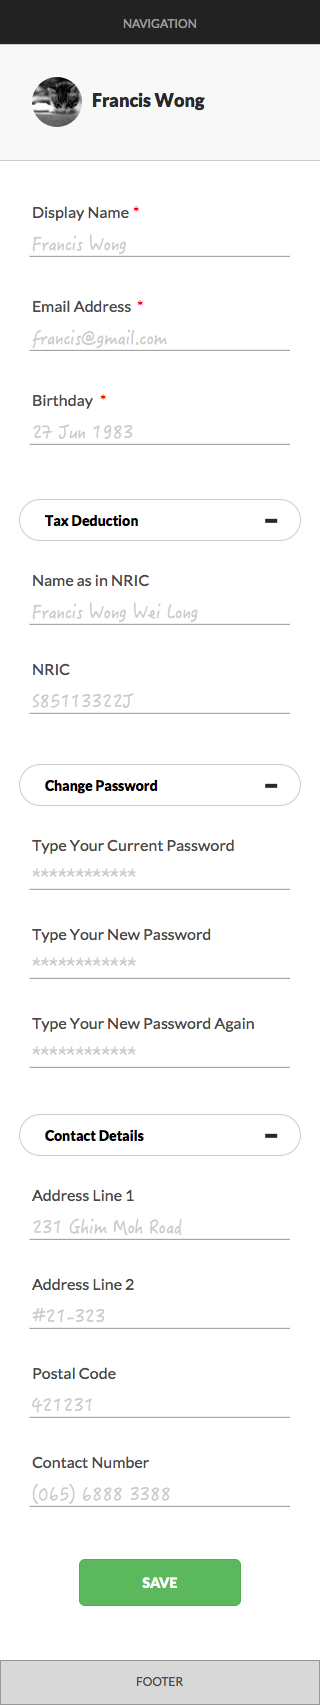 NAVIGATION
Francis Wong
Display Name *
Francis Wong
Email Address *
francis@gmail.com
Birthday *
27 Jun 1983
Tax Deduction
Name as in NRIC
Francis Wong Wei Long
NRIC
S85113322J
Change Password
Type Your Current Password
************
Type Your New Password
************
Type Your New Password Again
************
Contact Details
Address Line 1
231 Ghim Moh Road
Address Line 2
#21-323
Postal Code
421231
Contact Number
(065) 6888 3388
SAVE
FOOTER